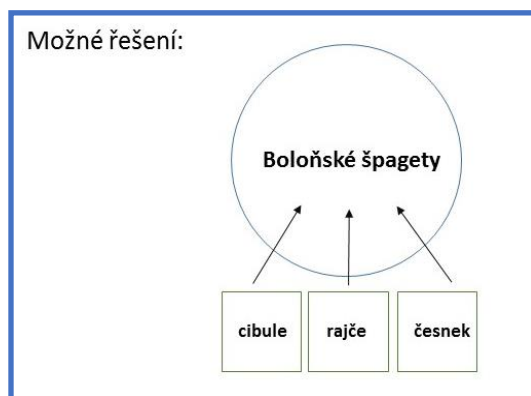 Možné řešení:
Boloňské špagety
cibule
rajče
česnek